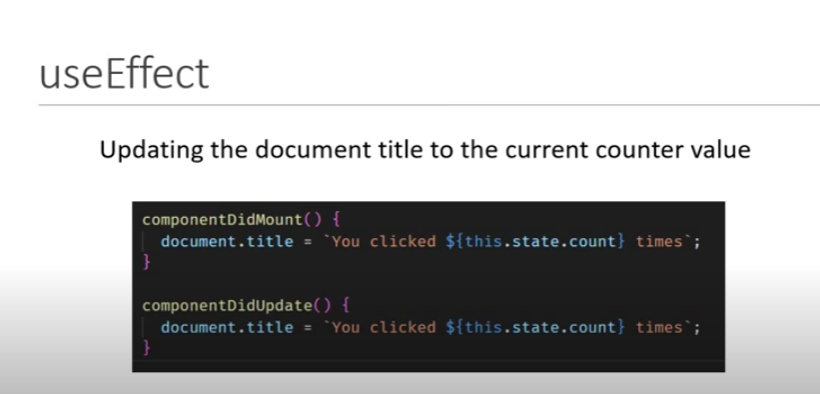 useEffect
Updating the document title to the current counter value
componentDidMount() {
  document.title = `You clicked ${this.state.count} times`;
}
componentDidUpdate() {
  document.title = `You clicked ${this.state.count} times`;
}